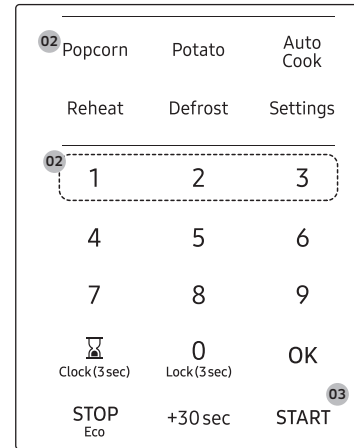 02 Popcorn Potato Auto Cook
Reheat Defrost Settings
02
1 2 3
4 5 6
7 8 9
0 OK
Clock(3 sec) Lock(3 sec)
03
STOP +30 sec START
Eco